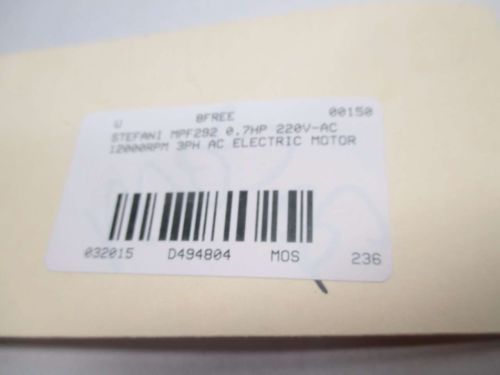 U 8FREE 00150
STEFANI MPF292 0.7HP 220V-AC
12000RPM 3PH AC ELECTRIC MOTOR
032015 D494804 MOS 236